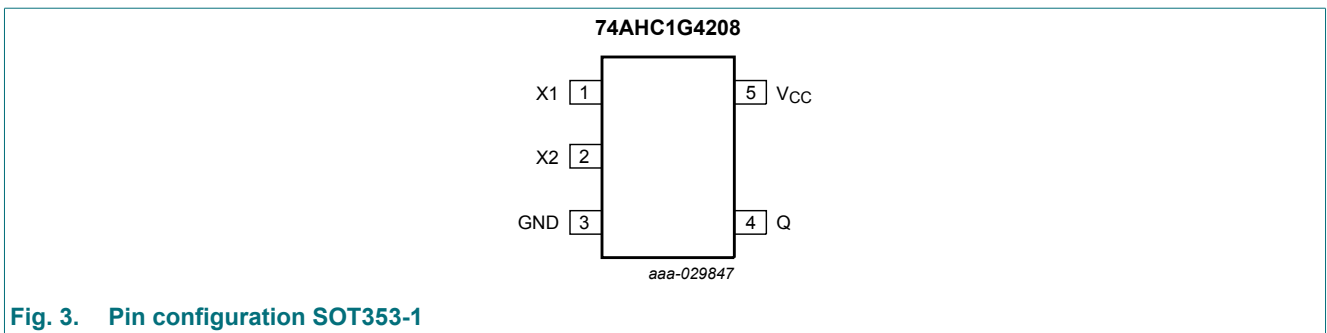 74AHC1G4208
X1 1 5 VCC
X2 2
GND 3 4 Q
aaa-029847
Fig. 3. Pin configuration SOT353-1